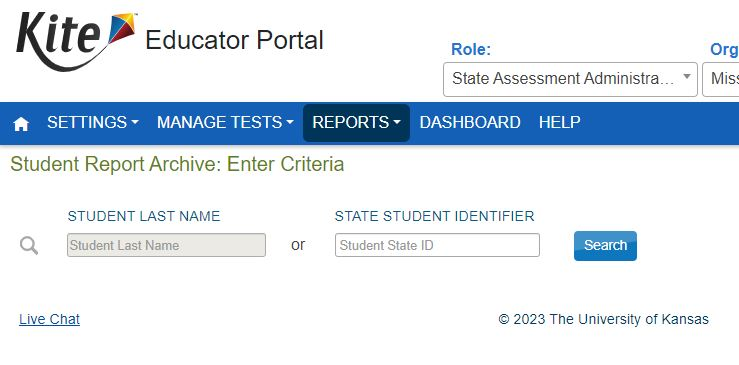 Kite™ Educator Portal
Role: Org
State Assessment Administra... Miss
SETTINGS MANAGE TESTS REPORTS DASHBOARD HELP
Student Report Archive: Enter Criteria
STUDENT LAST NAME STATE STUDENT IDENTIFIER
Student Last Name or Student State ID Search
Live Chat © 2023 The University of Kansas